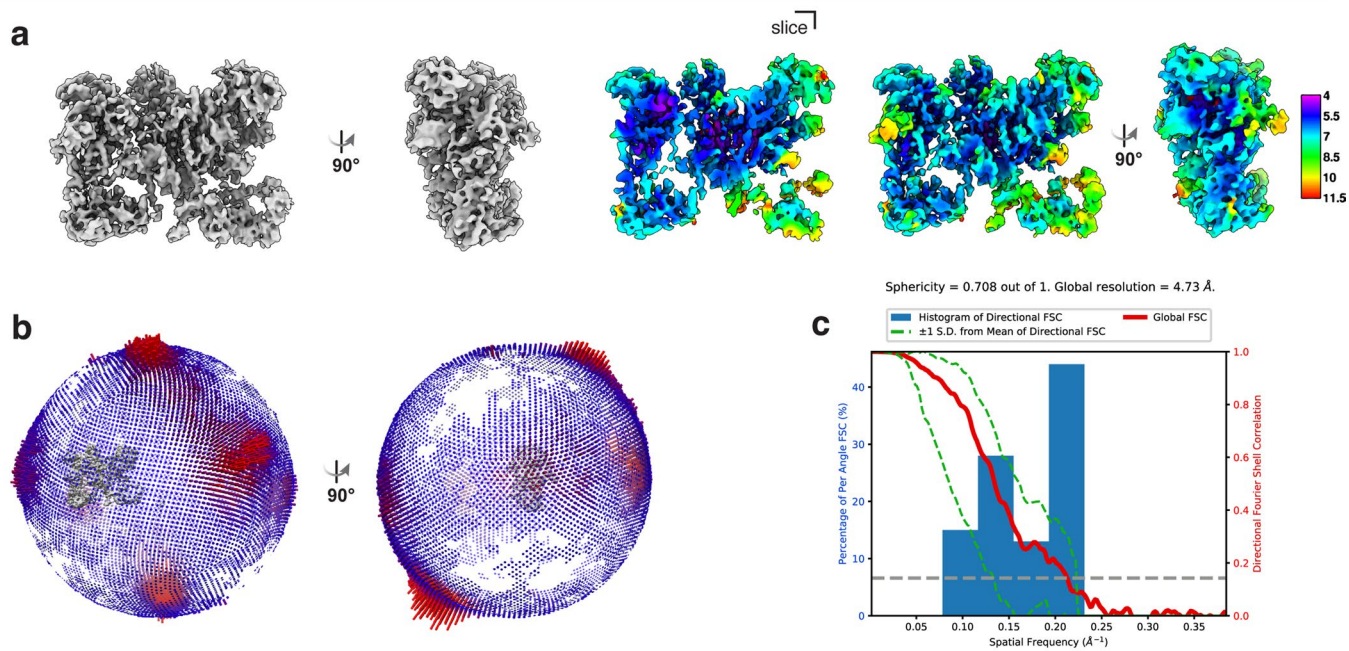 a
slice
90°
90°
4
5.5
7
8.5
10
11.5
b
90°
c
Sphericity = 0.708 out of 1. Global resolution = 4.73 Å.
Histogram of Directional FSC
Global FSC
±1 S.D. from Mean of Directional FSC
Percentage of Per Angle FSC (%)
40
30
20
10
0
1.0
0.8
0.6
0.4
0.2
0.0
Directional Fourier Shell Correlation
0.05 0.10 0.15 0.20 0.25 0.30 0.35
Spatial Frequency (Å⁻¹)